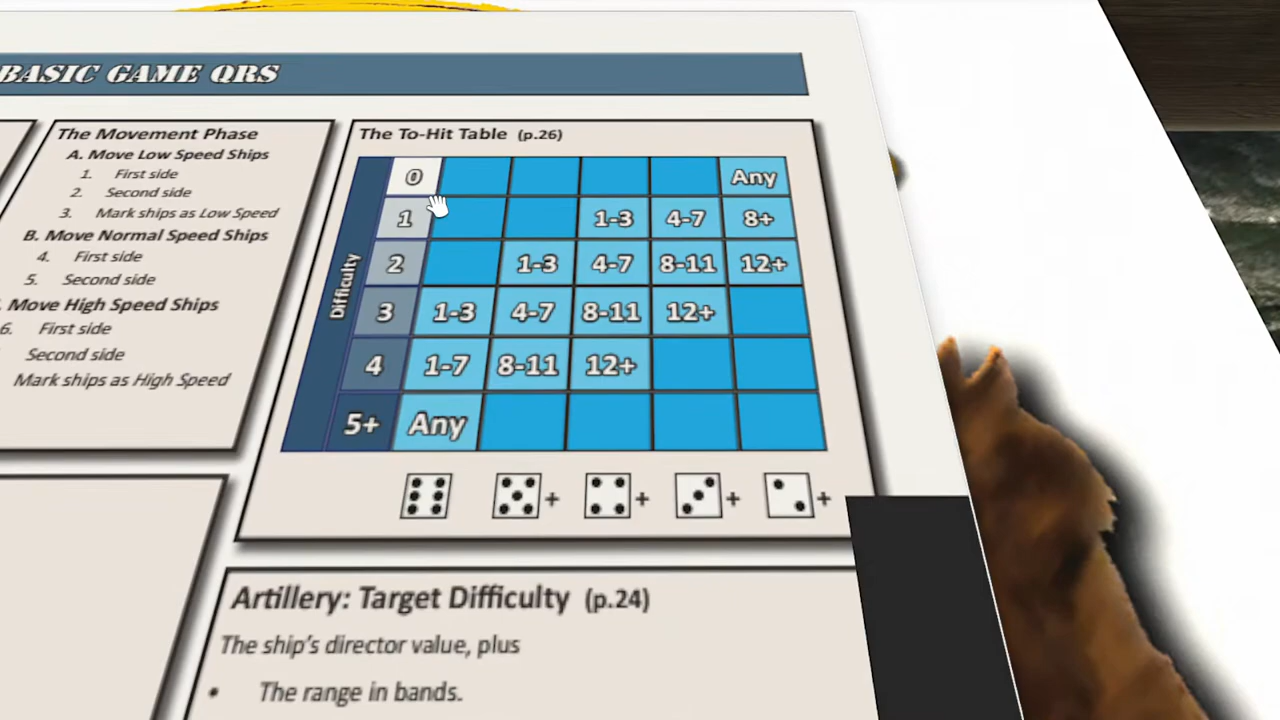 BASIC GAME QRS
The Movement Phase
A. Move Low Speed Ships
1. First side
2. Second side
3. Mark ships as Low Speed
B. Move Normal Speed Ships
4. First side
5. Second side
. Move High Speed Ships
6. First side
Second side
Mark ships as High Speed
The To-Hit Table (p.26)
Difficulty
0 Any
1 1-3 4-7 8+
2 1-3 4-7 8-11 12+
3 1-3 4-7 8-11 12+
4 1-7 8-11 12+
5+ Any
+ + + +
Artillery: Target Difficulty (p.24)
The ship's director value, plus
• The range in bands.